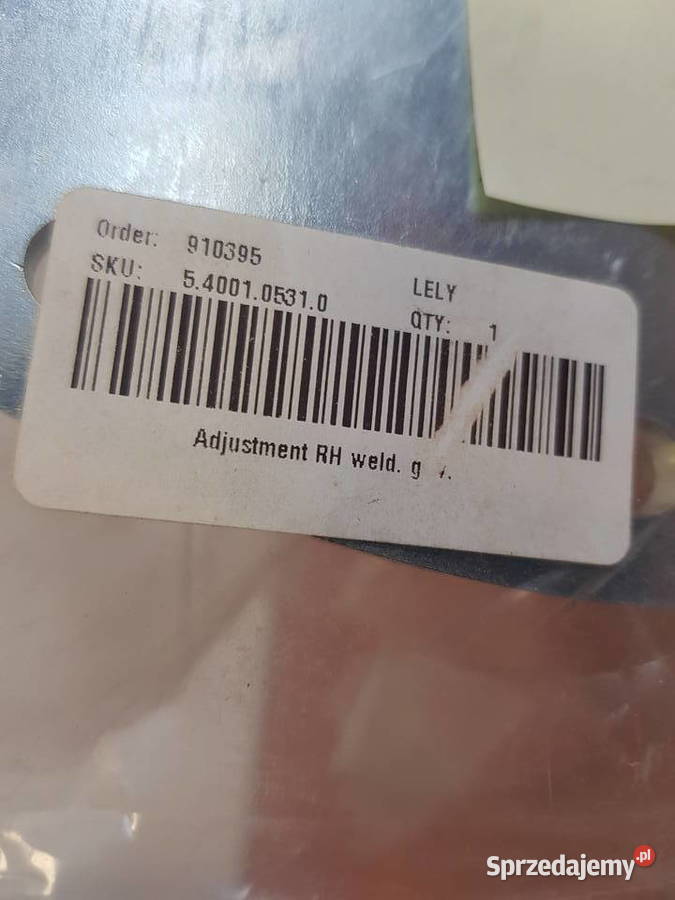 Order: 910395 LELY
SKU: 5.4001.0531.0 QTY: 1
Adjustment RH weld.
Sprzedajemy.pl